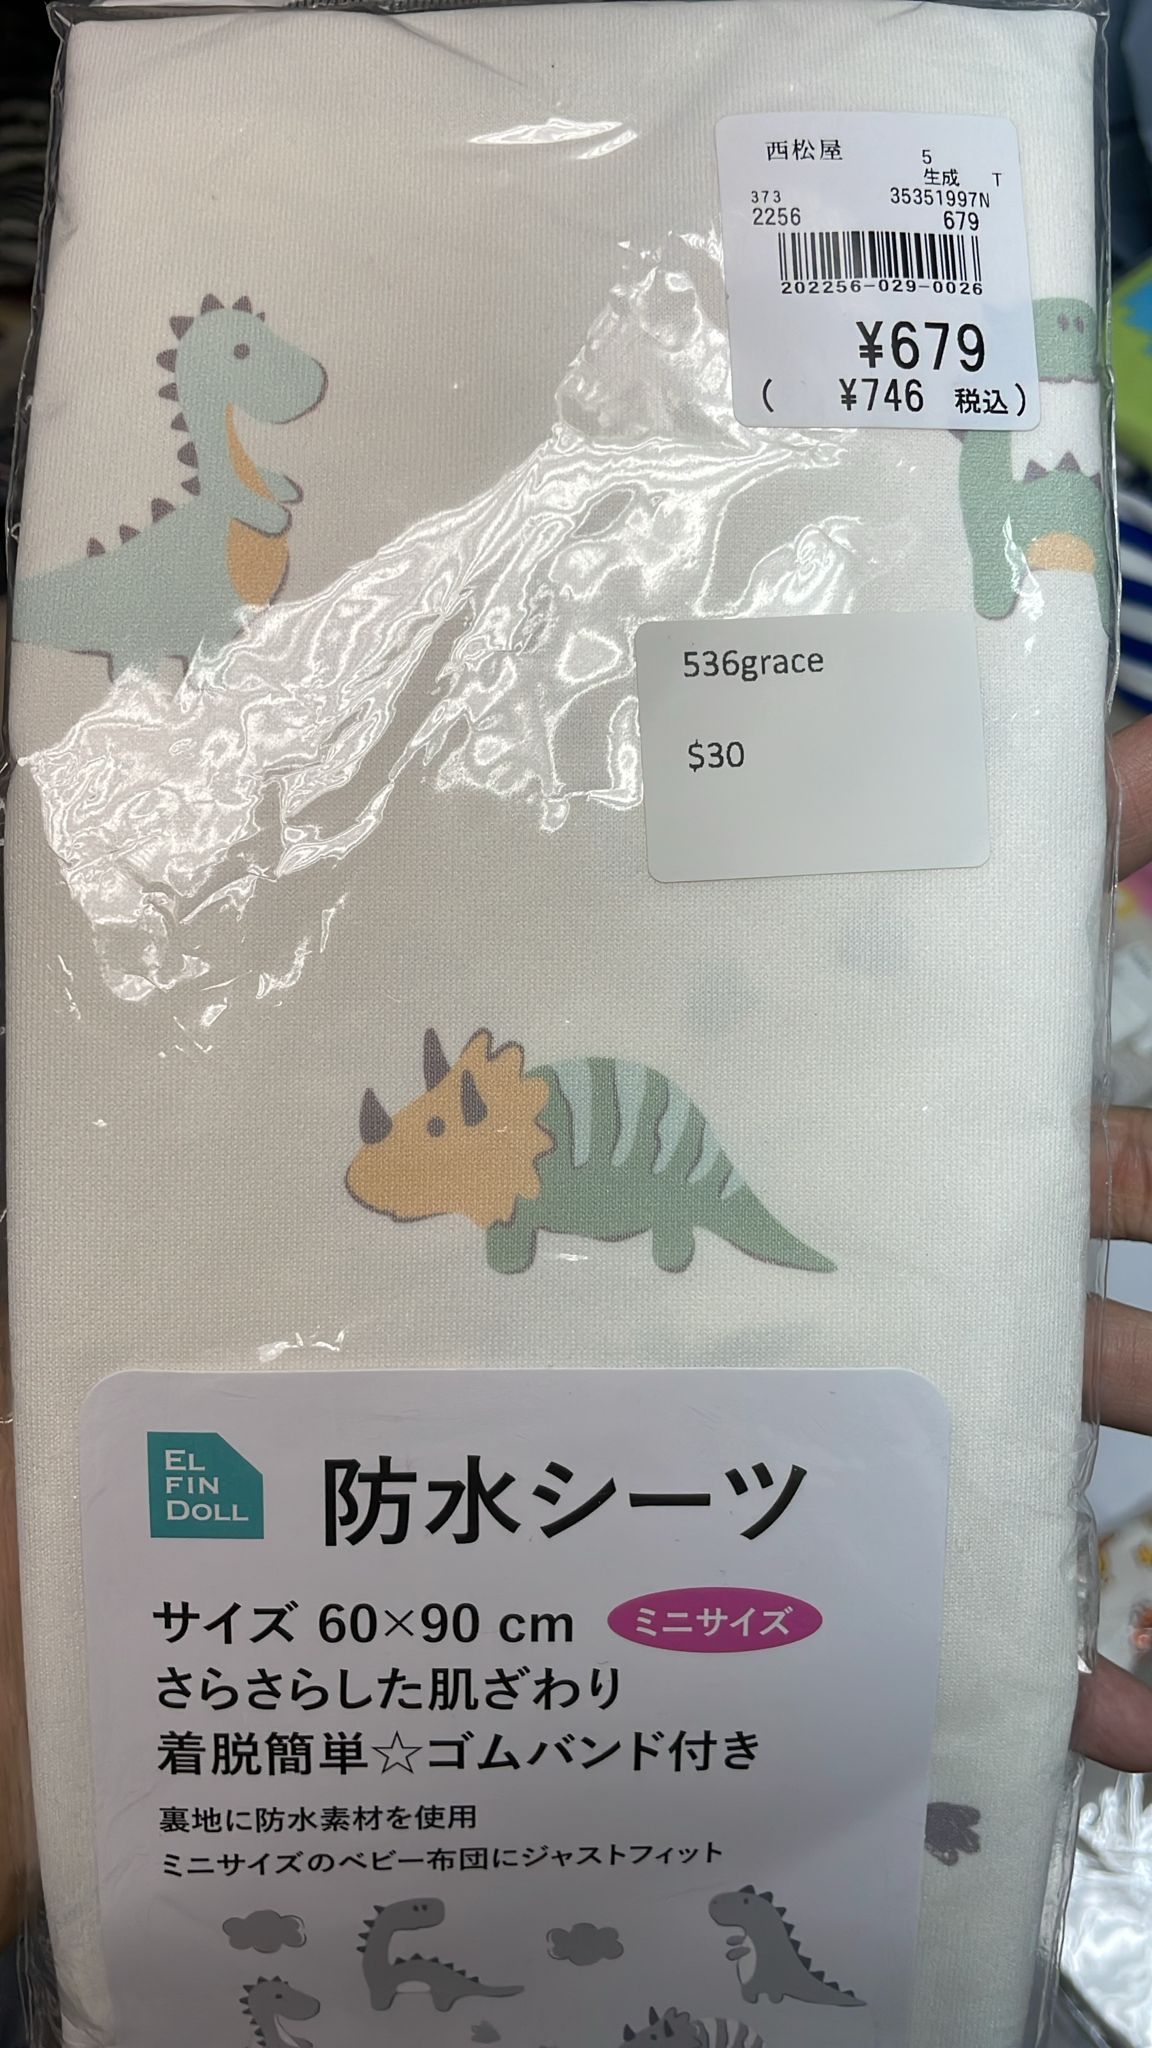 西松屋
5
生成 T
373 35351997N
2256 679
202256-029-0026
¥679
( ¥746 税込)
536grace
$30
EL
FIN
DOLL
防水シーツ
サイズ 60×90 cm ミニサイズ
さらさらした肌ざわり
着脱簡単☆ゴムバンド付き
裏地に防水素材を使用
ミニサイズのベビー布団にジャストフィット